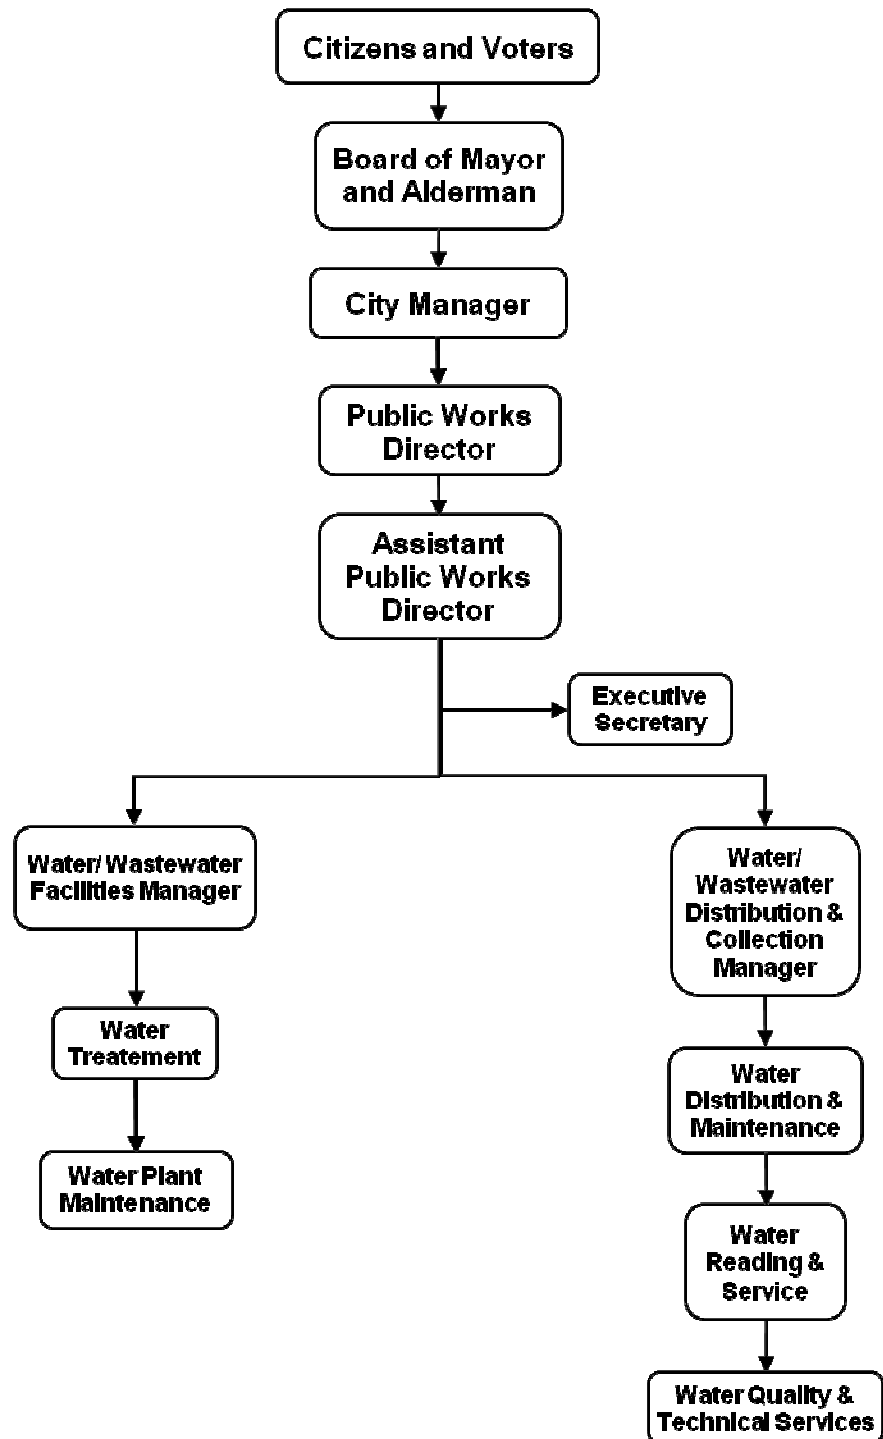 Citizens and Voters
Board of Mayor
and Alderman
City Manager
Public Works
Director
Assistant
Public Works
Director
Executive
Secretary
Water/ Wastewater
Facilities Manager
Water
Treatement
Water Plant
Maintenance
Water/
Wastewater
Distribution &
Collection
Manager
Water
Distribution &
Maintenance
Water
Reading &
Service
Water Quality &
Technical Services